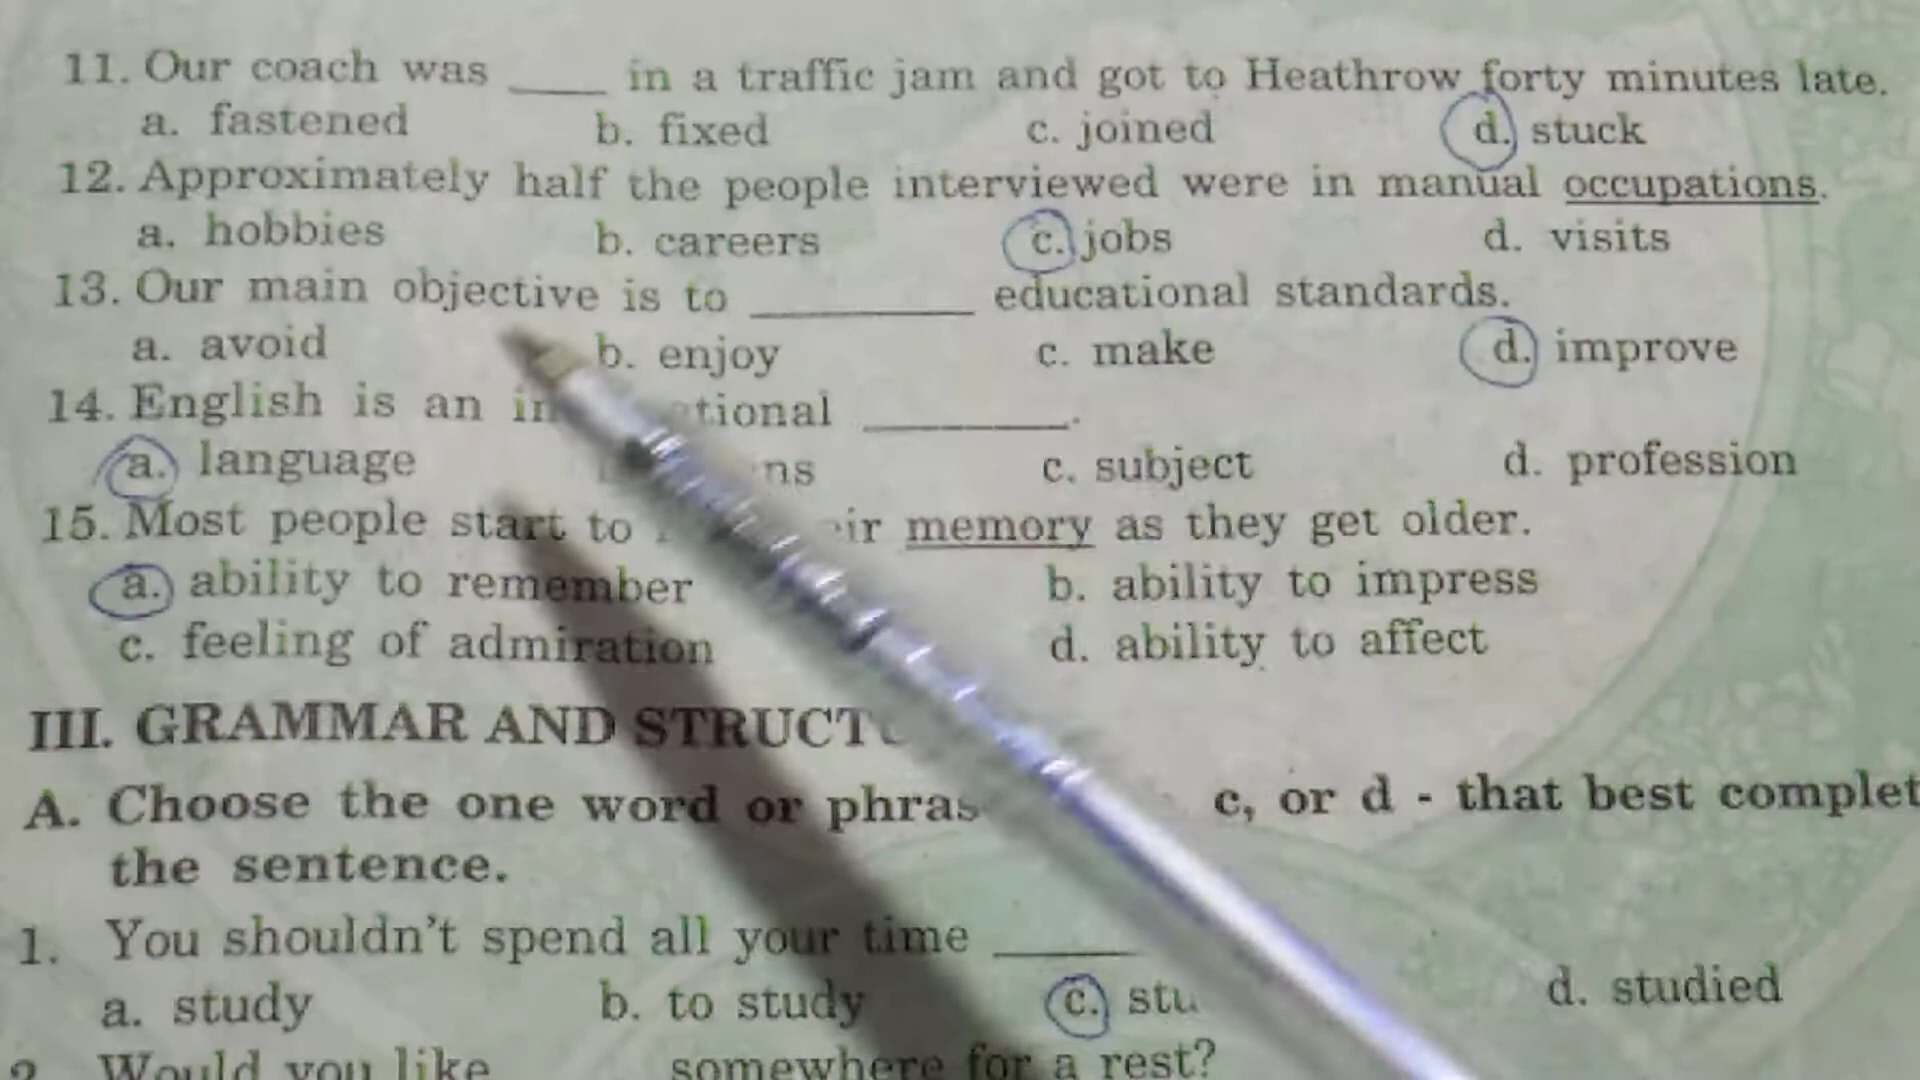 11. Our coach was ____ in a traffic jam and got to Heathrow forty minutes late.
a. fastened b. fixed c. joined d. stuck
12. Approximately half the people interviewed were in manual occupations.
a. hobbies b. careers c. jobs d. visits
13. Our main objective is to ________ educational standards.
a. avoid b. enjoy c. make d. improve
14. English is an in tional ________.
a. language ns c. subject d. profession
15. Most people start to ir memory as they get older.
a. ability to remember b. ability to impress
c. feeling of admiration d. ability to affect
III. GRAMMAR AND STRUCT
A. Choose the one word or phras c, or d - that best complet
the sentence.
1. You shouldn't spend all your time ______
a. study b. to study c. stu d. studied
2. Would you like somewhere for a rest?